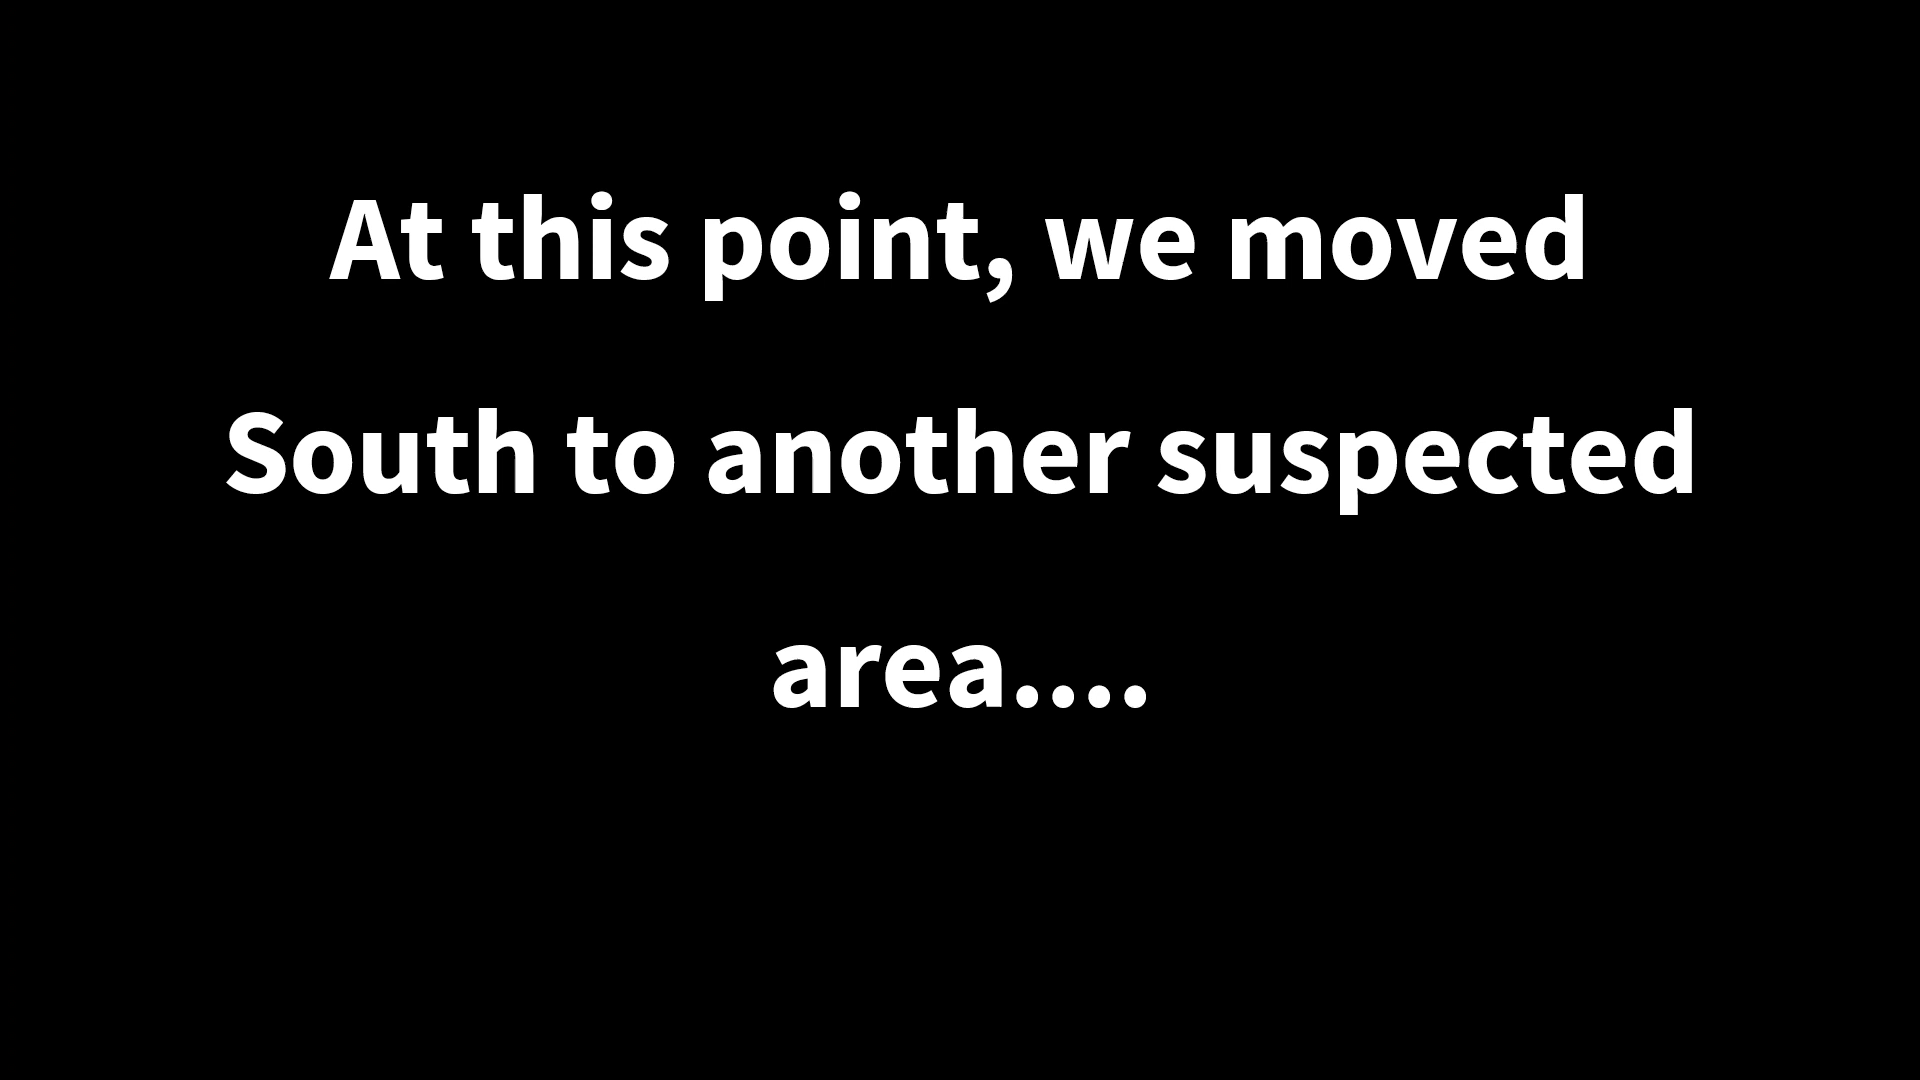 At this point, we moved
South to another suspected
area....